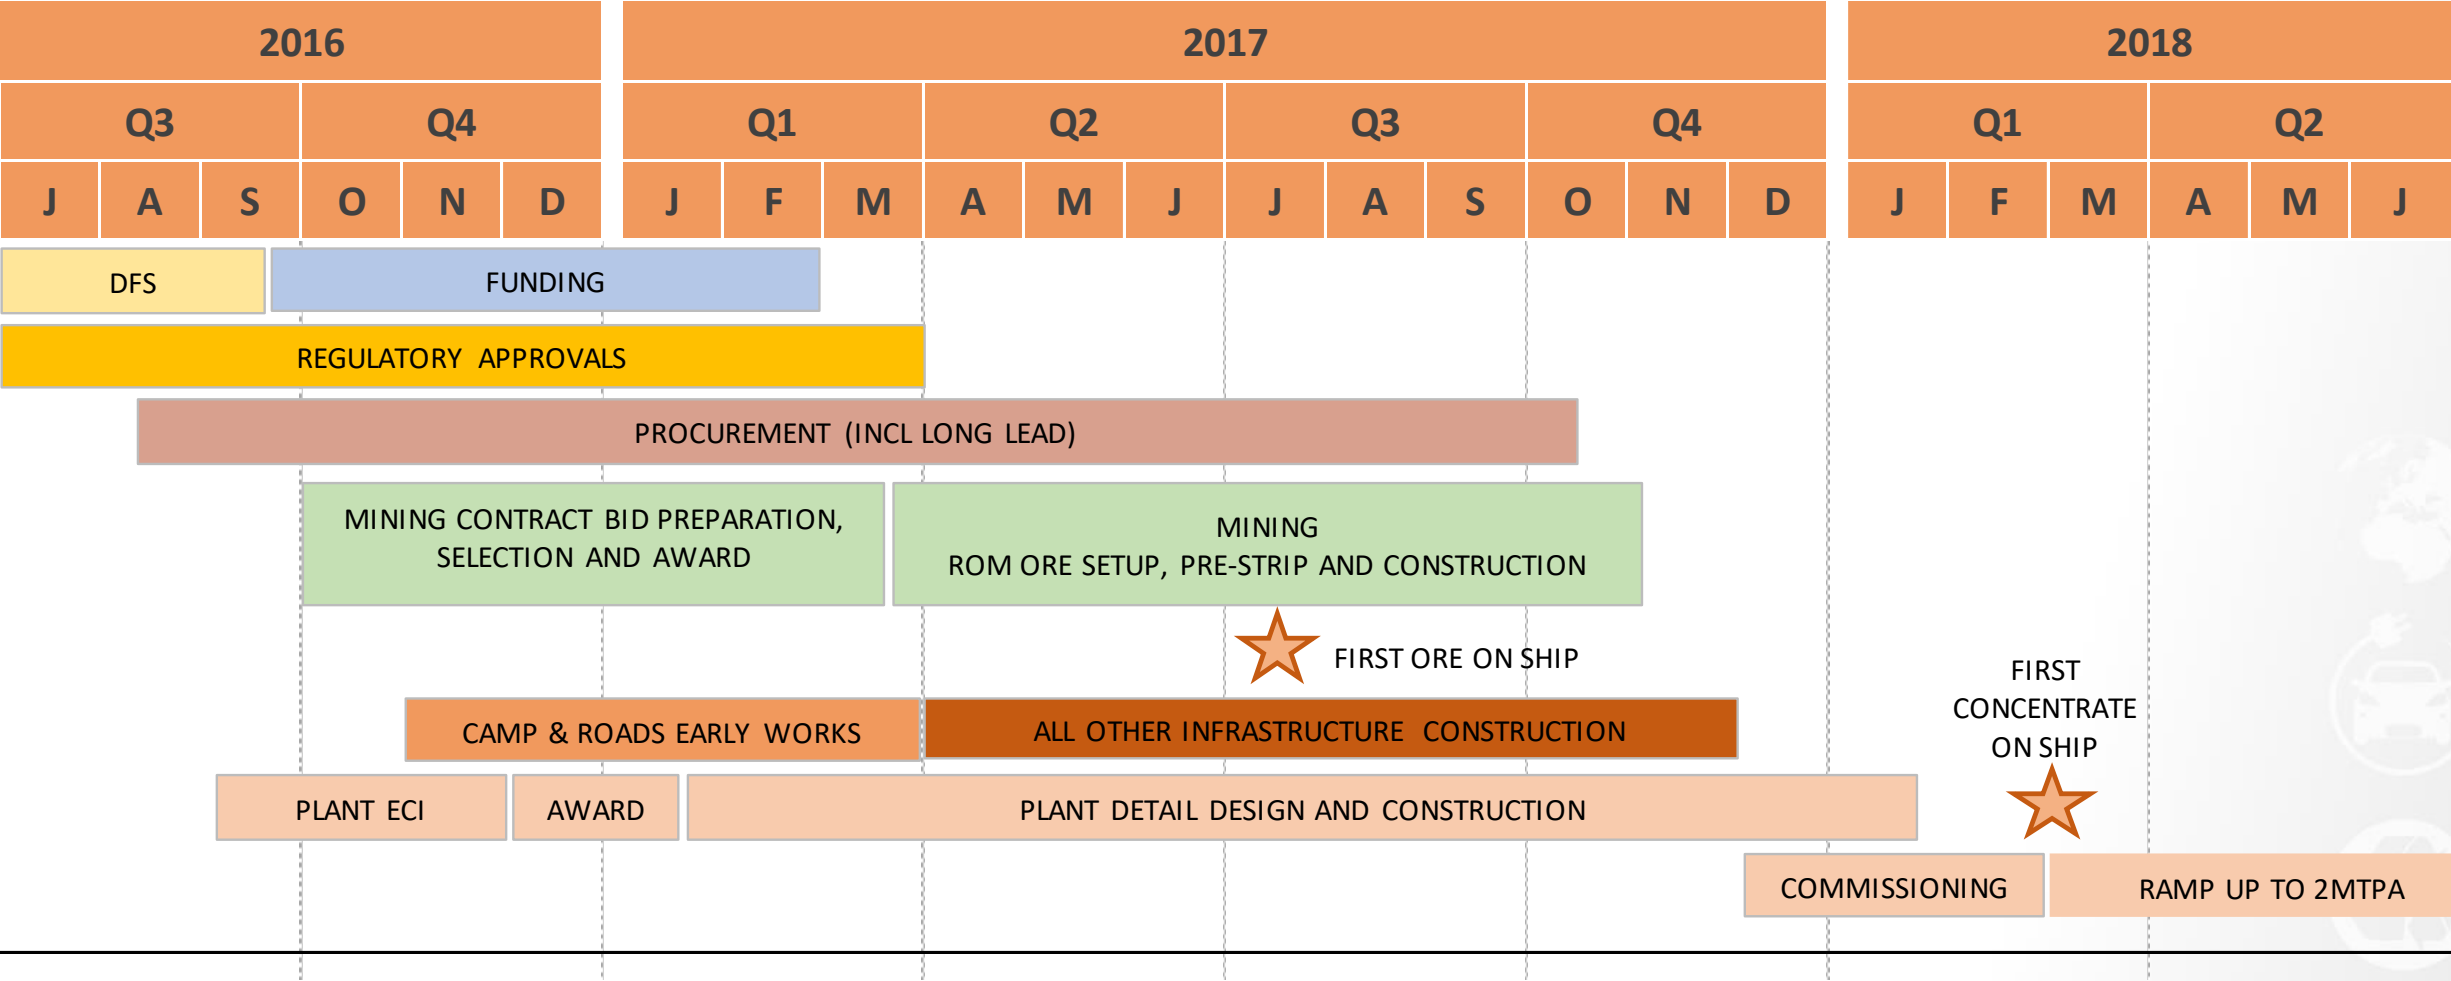 2016 2017 2018
Q3 Q4 Q1 Q2 Q3 Q4 Q1 Q2
J A S O N D J F M A M J J A S O N D J F M A M J
DFS FUNDING
REGULATORY APPROVALS
PROCUREMENT (INCL LONG LEAD)
MINING CONTRACT BID PREPARATION,
SELECTION AND AWARD
MINING
ROM ORE SETUP, PRE-STRIP AND CONSTRUCTION
FIRST ORE ON SHIP
FIRST
CONCENTRATE
ON SHIP
CAMP & ROADS EARLY WORKS ALL OTHER INFRASTRUCTURE CONSTRUCTION
PLANT ECI AWARD PLANT DETAIL DESIGN AND CONSTRUCTION
COMMISSIONING RAMP UP TO 2MTPA